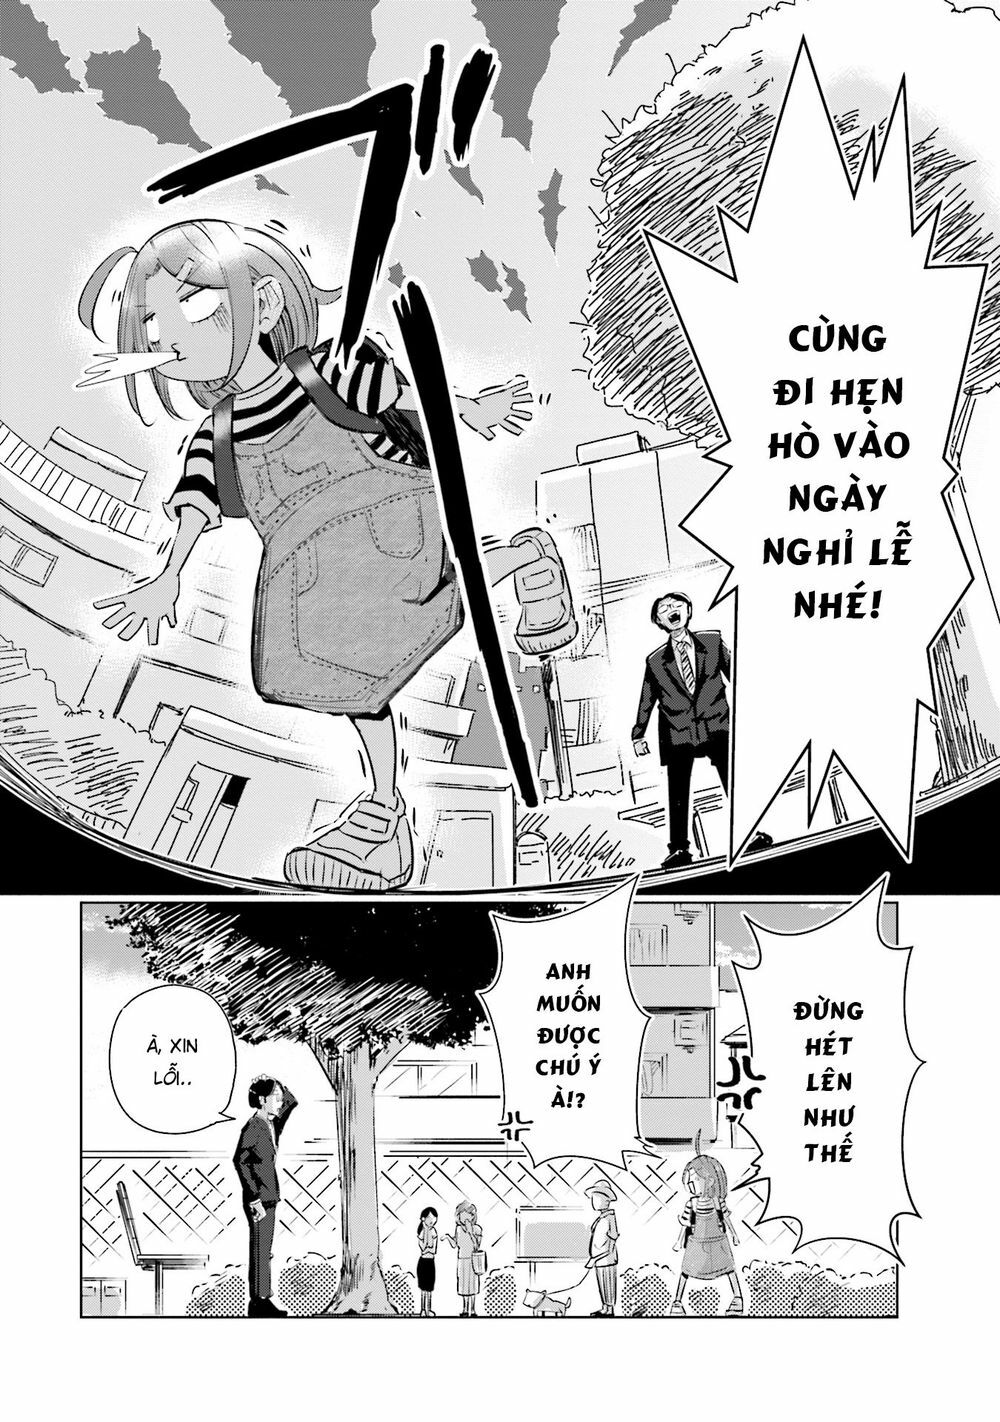 CÙNG
ĐI HẸN
HÒ VÀO
NGÀY
NGHỈ LỄ
NHÉ!
ブ
ĐỪNG
HÉT
LÊN
NHƯ
THẾ
ANH
MUỐN
ĐƯỢC
CHÚ Ý
À!?
À, XIN
LỖI..